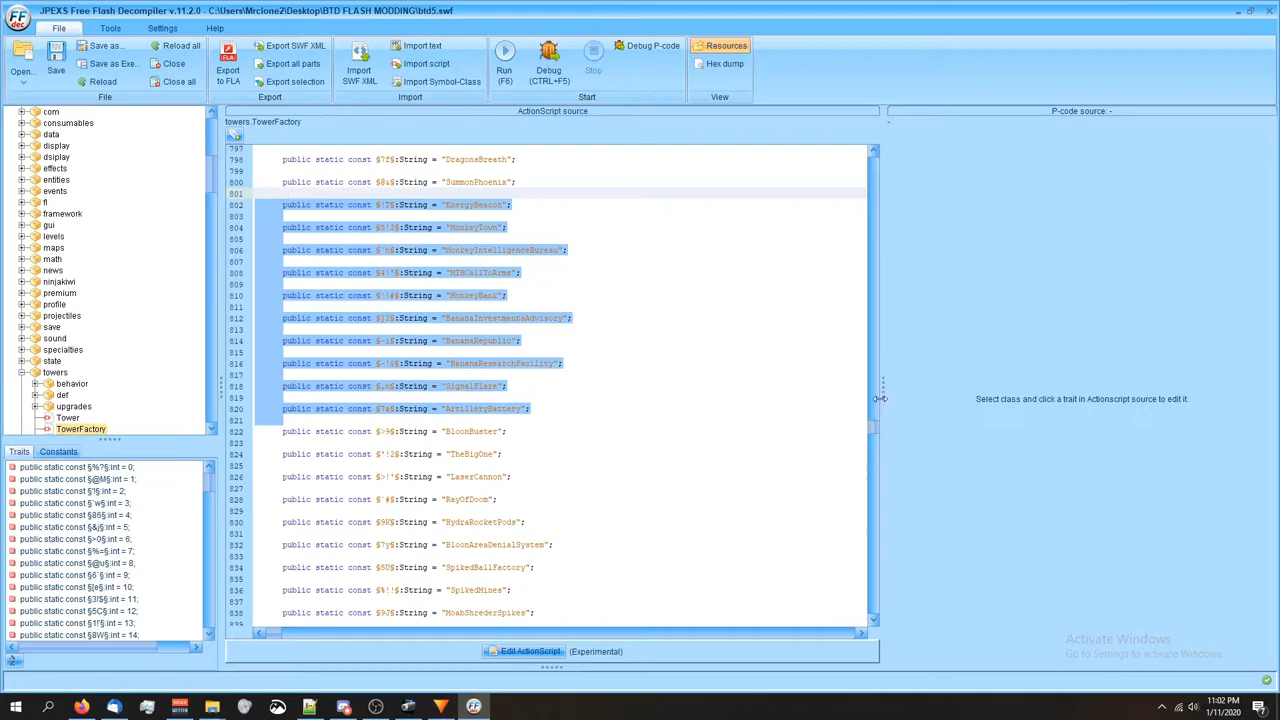 JPEXS Free Flash Decompiler v.11.2.0 - C:\Users\Mrclone2\Desktop\BTD FLASH MODDING\btd5.swf
File Tools Settings Help
Open... Save Save as... Save as Exe... Reload Reload all Close Close all
Export to FLA Export SWF XML Export all parts Export selection
Import SWF XML Import text Import script Import Symbol-Class
Run (F6) Debug (CTRL+F5) Stop Debug P-code
Resources Hex dump
File Export Import Start View
com
consumables
data
display
dsiplay
effects
entities
events
fl
framework
gui
levels
maps
math
news
ninjakiwi
premium
profile
projectiles
save
sound
specialties
state
towers
behavior
def
upgrades
Tower
TowerFactory
Traits Constants
public static const §%?§:int = 0;
public static const §@M§:int = 1;
public static const §'!§:int = 2;
public static const §`w§:int = 3;
public static const §86§:int = 4;
public static const §&j§:int = 5;
public static const §>0§:int = 6;
public static const §%=§:int = 7;
public static const §@u§:int = 8;
public static const §6`§:int = 9;
public static const §[e§:int = 10;
public static const §3!$§:int = 11;
public static const §5C§:int = 12;
public static const §1!'§:int = 13;
public static const §8W§:int = 14;
ActionScript source
towers.TowerFactory
797
798 public static const §7f§:String = "DragonsBreath";
799
800 public static const §@&§:String = "SummonPhoenix";
801
802 public static const §!T§:String = "EnergyBeacon";
803
804 public static const §5!3§:String = "MonkeyTown";
805
806 public static const §"n§:String = "MonkeyIntelligenceBureau";
807
808 public static const §4!'§:String = "MIBCallToArms";
809
810 public static const §-!#§:String = "MonkeyBank";
811
812 public static const §]Y§:String = "BananaInvestmentsAdvisory";
813
814 public static const §-i§:String = "BananaRepublic";
815
816 public static const §-!&§:String = "BananaResearchFacility";
817
818 public static const §,n§:String = "SignalFlare";
819
820 public static const §7a§:String = "ArtilleryBattery";
821
822 public static const §>9§:String = "BloonBuster";
823
824 public static const §'!2§:String = "TheBigOne";
825
826 public static const §>!'§:String = "LaserCannon";
827
828 public static const §`#§:String = "RayOfDoom";
829
830 public static const §9K§:String = "HydraRocketPods";
831
832 public static const §7y§:String = "BloonAreaDenialSystem";
833
834 public static const §5U§:String = "SpikedBallFactory";
835
836 public static const §%!!§:String = "SpikedMines";
837
838 public static const §9J§:String = "MoabShrederSpikes";
839
Edit ActionScript (Experimental)
P-code source: -
-
Select class and click a trait in Actionscript source to edit it.
Activate Windows
Go to Settings to activate Windows.
11:02 PM
1/11/2020